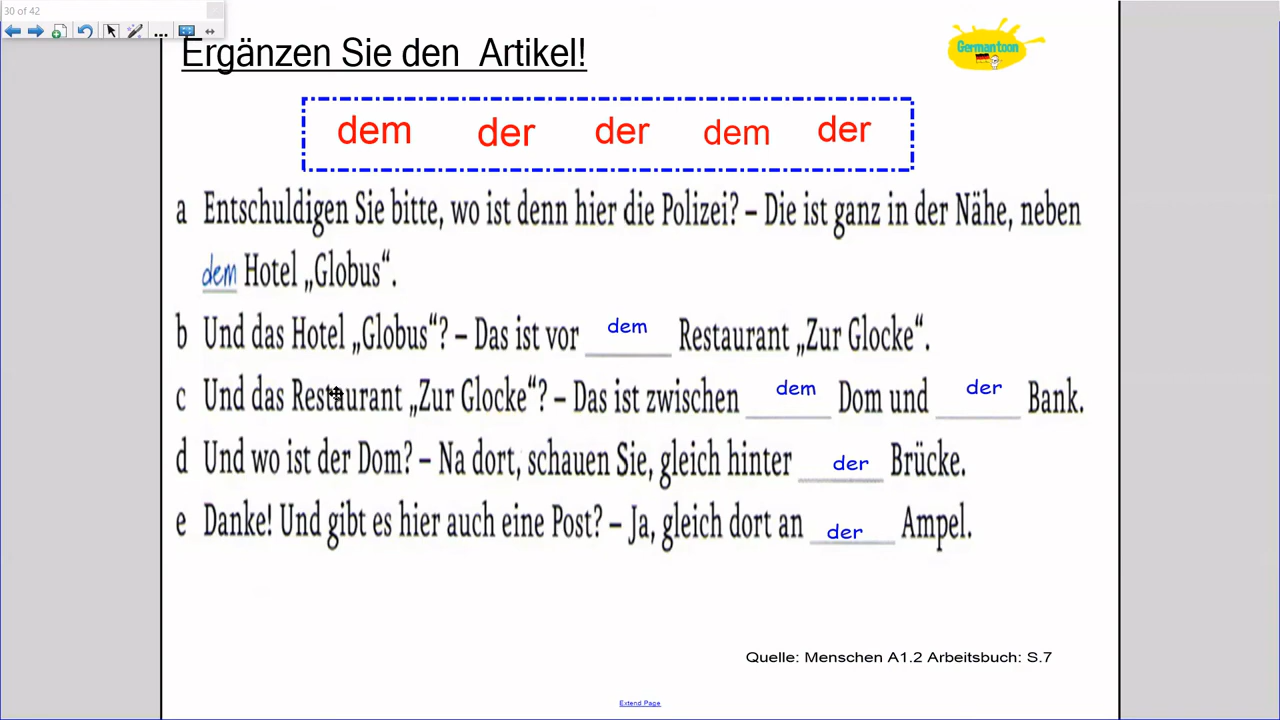 30 of 42
Ergänzen Sie den Artikel!
Germantoon
dem der der dem der
a Entschuldigen Sie bitte, wo ist denn hier die Polizei? – Die ist ganz in der Nähe, neben
dem Hotel „Globus“.
b Und das Hotel „Globus“? – Das ist vor dem Restaurant „Zur Glocke“.
c Und das Restaurant „Zur Glocke“? – Das ist zwischen dem Dom und der Bank.
d Und wo ist der Dom? – Na dort, schauen Sie, gleich hinter der Brücke.
e Danke! Und gibt es hier auch eine Post? – Ja, gleich dort an der Ampel.
Quelle: Menschen A1.2 Arbeitsbuch: S.7
Extend Page